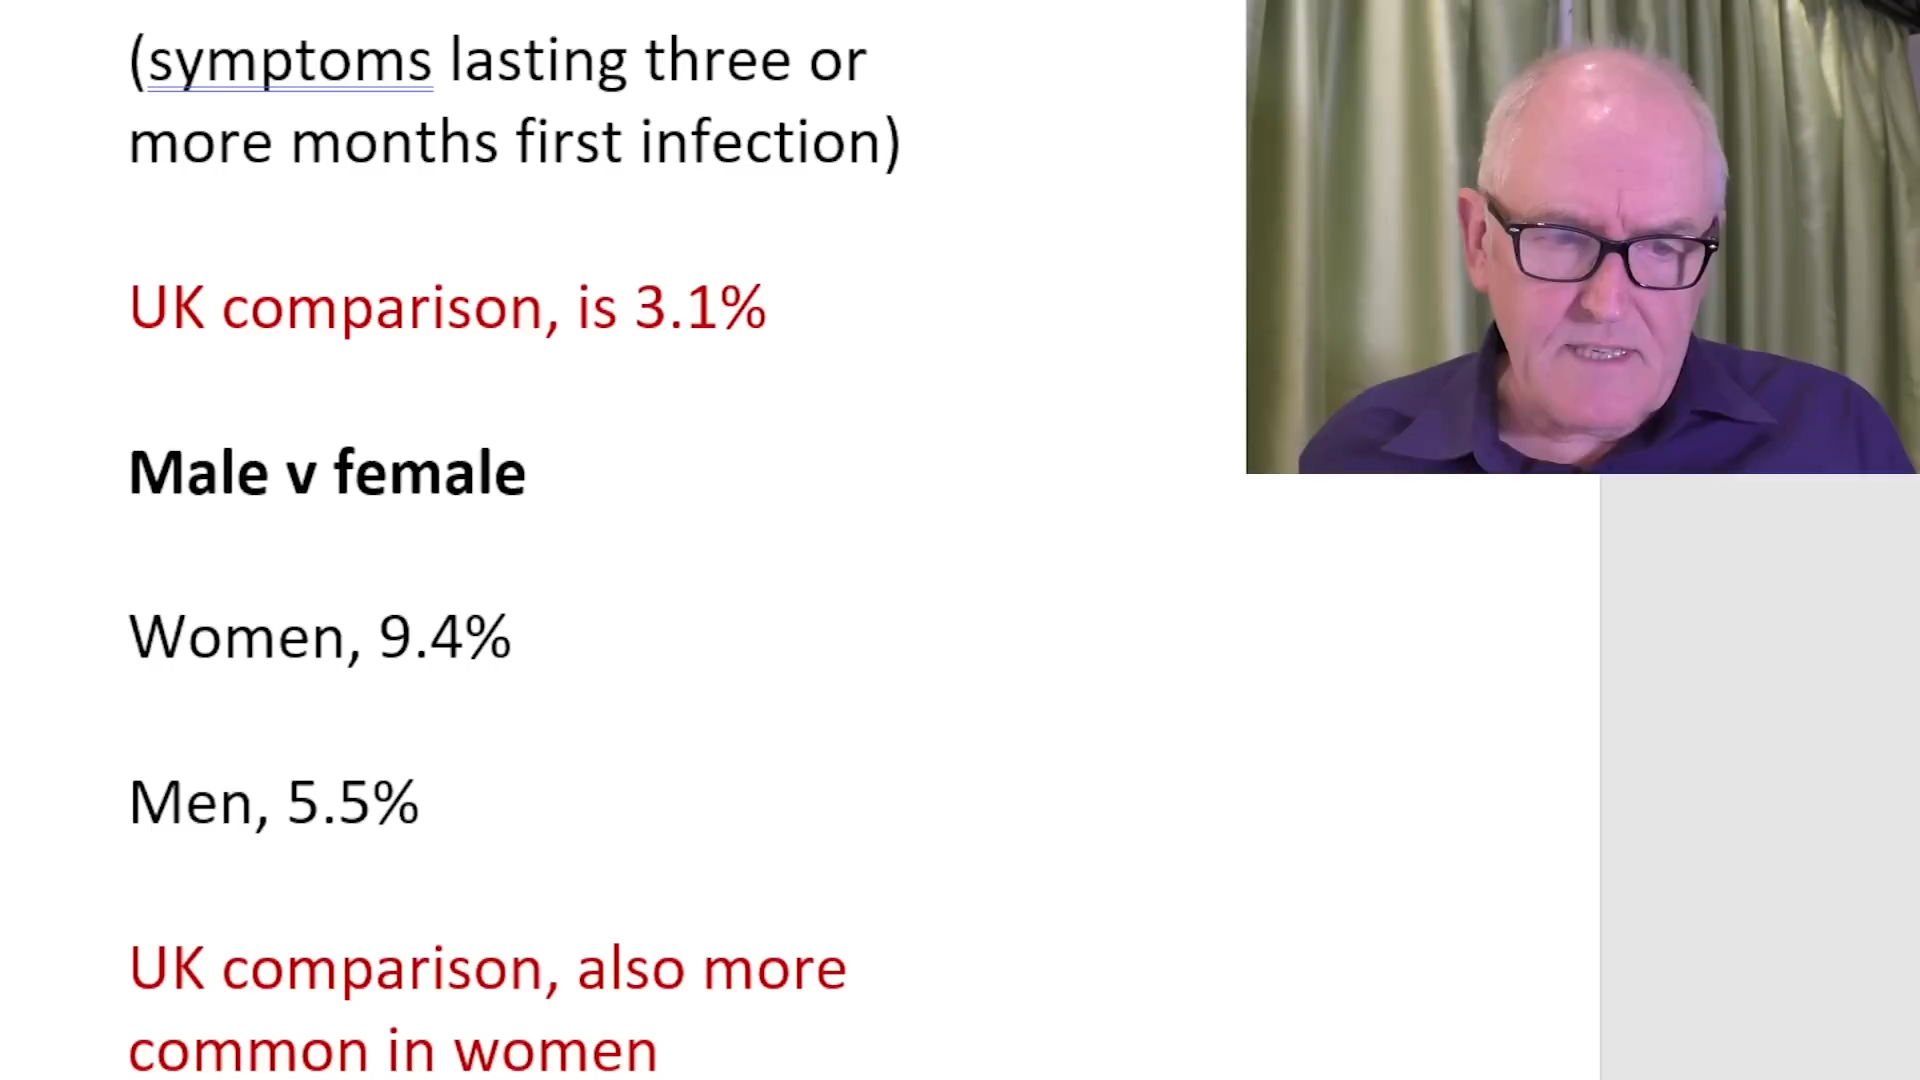 (symptoms lasting three or
more months first infection)
UK comparison, is 3.1%
Male v female
Women, 9.4%
Men, 5.5%
UK comparison, also more
common in women